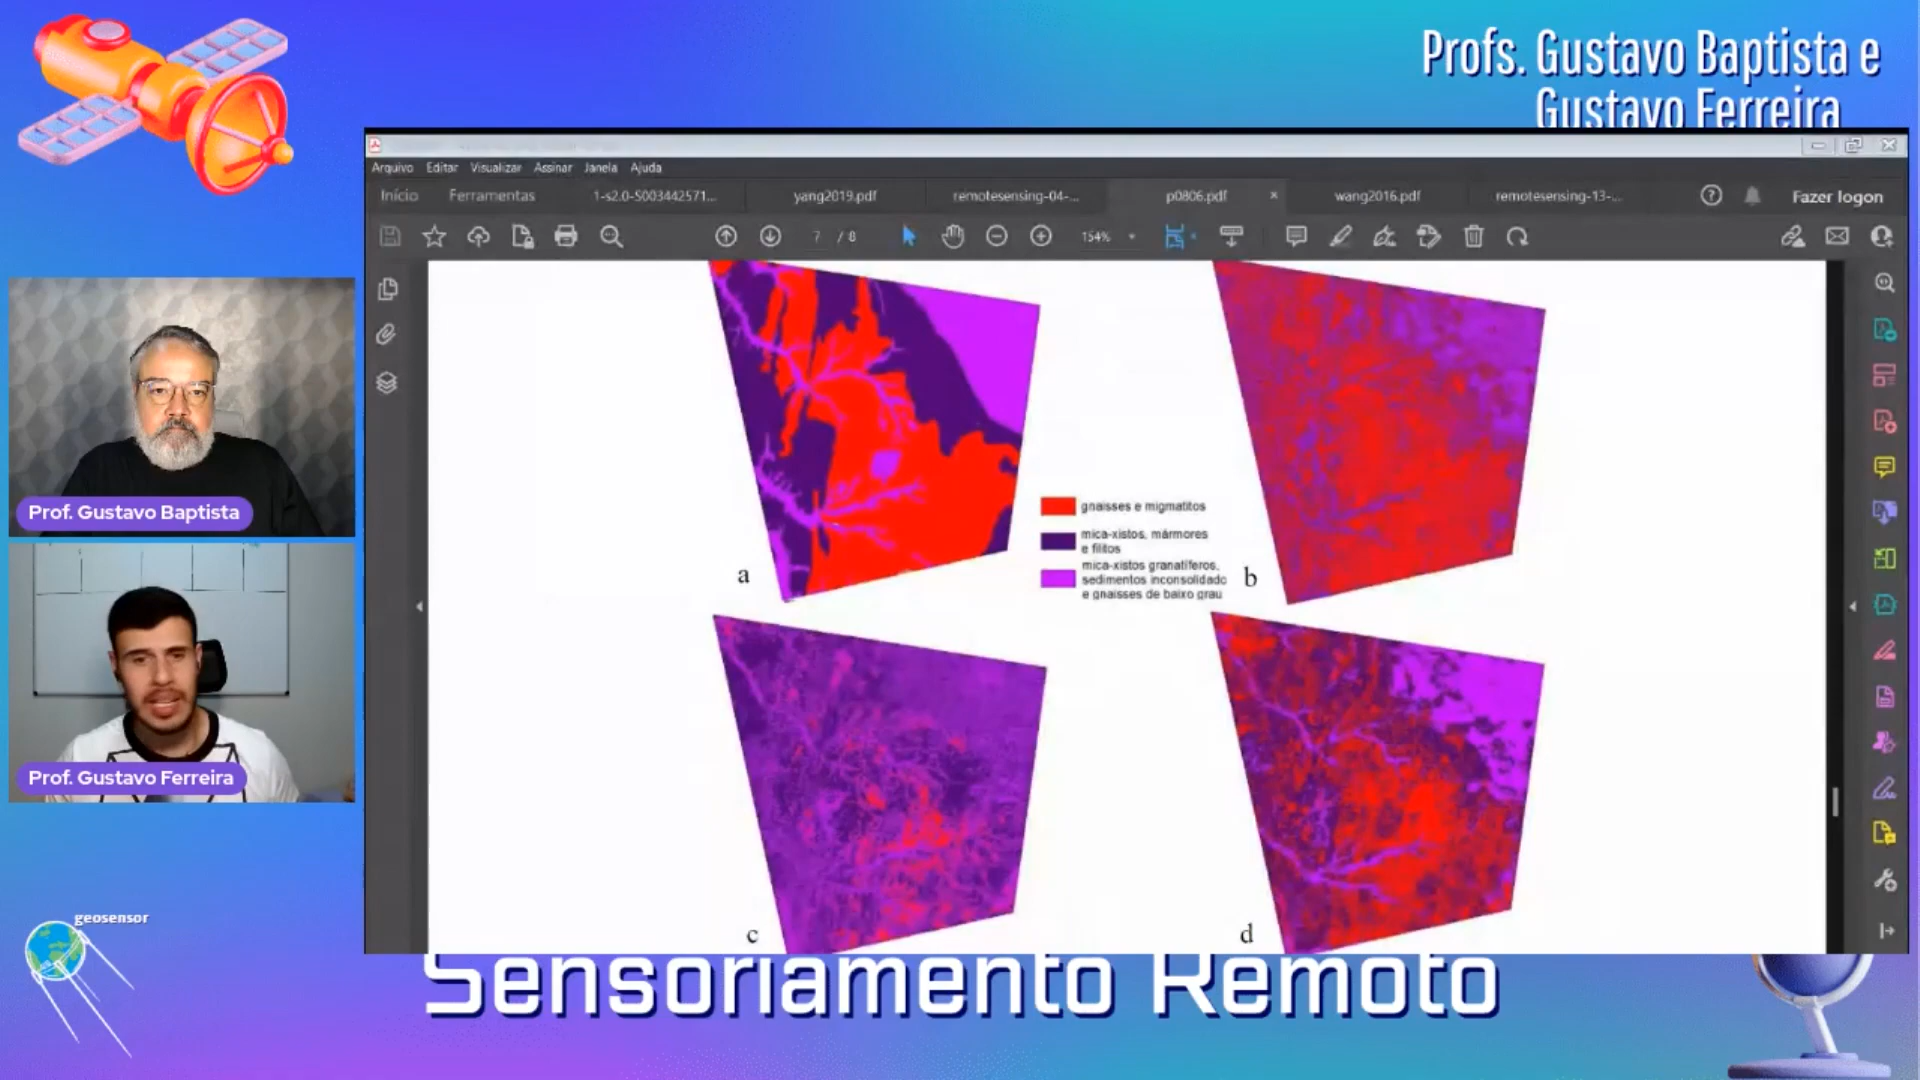 Profs. Gustavo Baptista e
Gustavo Ferreira
Arquivo Editar Visualizar Assinar Janela Ajuda
Início Ferramentas 1-s2.0-S003442571... yang2019.pdf remotesensing-04-... p0806.pdf × wang2016.pdf remotesensing-13-... Fazer logon
7 / 8 154%
gnaisses e migmatitos
mica-xistos, mármores
e filitos
mica-xistos granatíferos,
sedimentos inconsolidado
e gnaisses de baixo grau
a
b
c
d
Prof. Gustavo Baptista
Prof. Gustavo Ferreira
geosensor
Sensoriamento Remoto